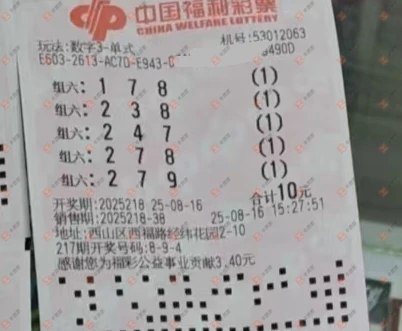 中国福利彩票
CHINA WELFARE LOTTERY
玩法:数字3-单式 机号:53012063
E603-2613-AC7D-E943-0 6490D
组六: 1 7 8 (1)
组六: 2 3 8 (1)
组六: 2 4 7 (1)
组六: 2 7 8 (1)
组六: 2 7 9 (1)
合计10元
开奖期:2025218 25-08-16
销售期:2025218-38 25-08-16 15:27:51
地址:西山区西福路经纬花园2-10
217期开奖号码:8-9-4
感谢您为福彩公益事业贡献3.40元